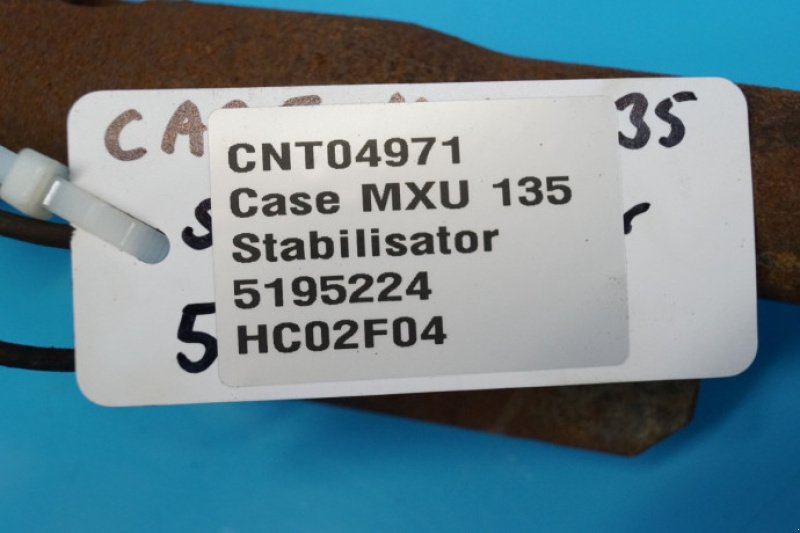 CNT04971
Case MXU 135
Stabilisator
5195224
HC02F04